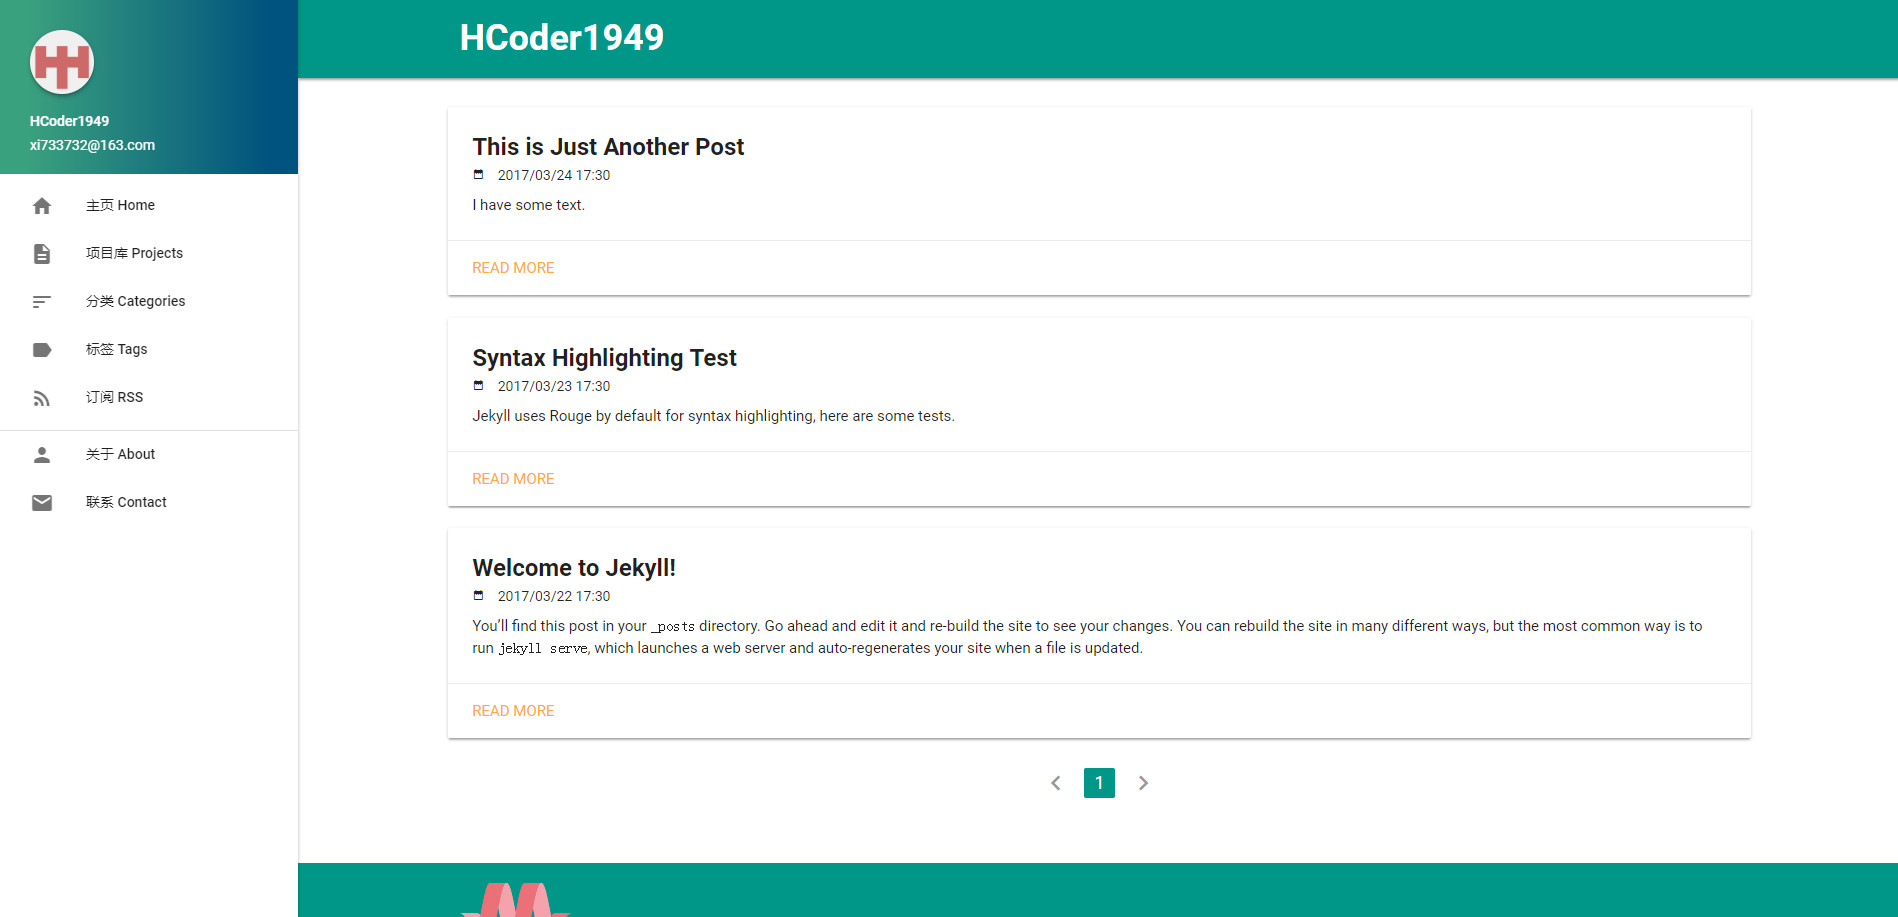 HCoder1949
xi733732@163.com
主页 Home
项目库 Projects
分类 Categories
标签 Tags
订阅 RSS
关于 About
联系 Contact
HCoder1949
This is Just Another Post
2017/03/24 17:30
I have some text.
READ MORE
Syntax Highlighting Test
2017/03/23 17:30
Jekyll uses Rouge by default for syntax highlighting, here are some tests.
READ MORE
Welcome to Jekyll!
2017/03/22 17:30
You’ll find this post in your _posts directory. Go ahead and edit it and re-build the site to see your changes. You can rebuild the site in many different ways, but the most common way is to
run jekyll serve, which launches a web server and auto-regenerates your site when a file is updated.
READ MORE
1